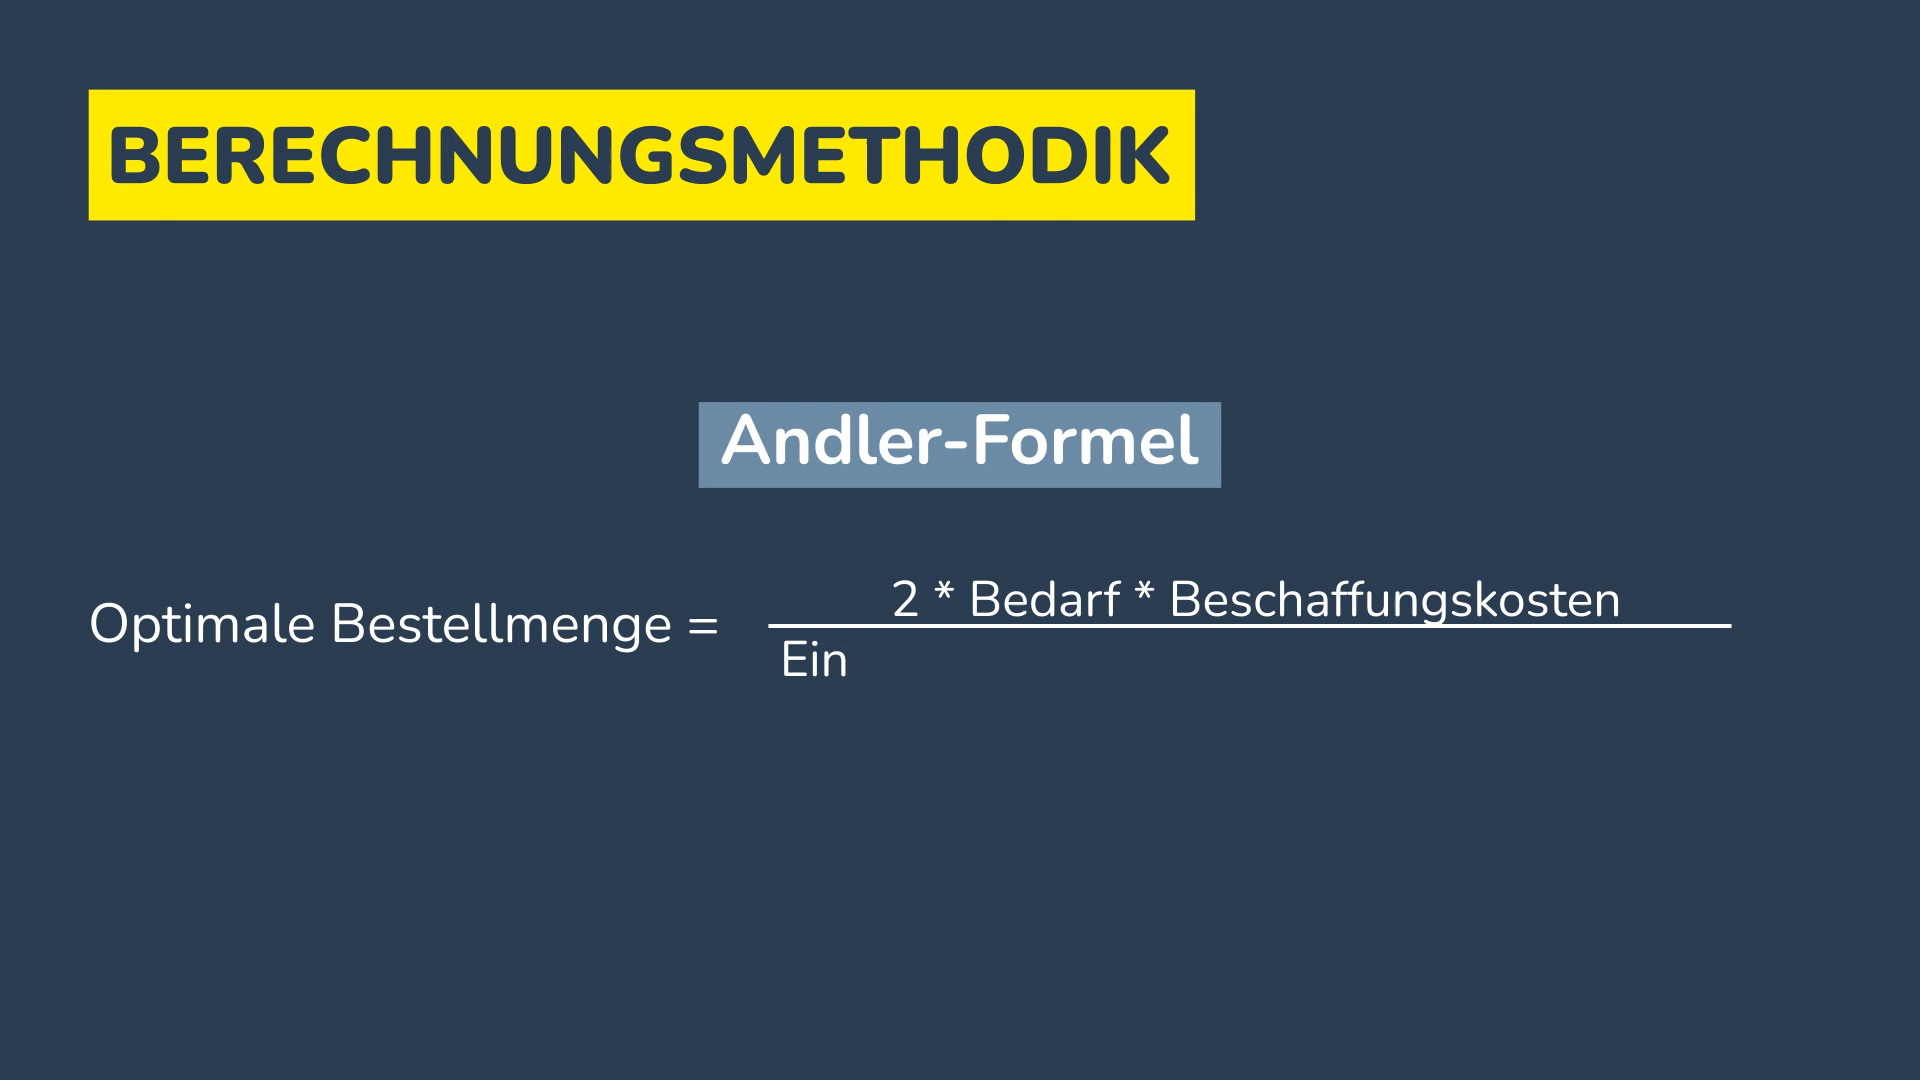 BERECHNUNGSMETHODIK
Andler-Formel
Optimale Bestellmenge =
2 * Bedarf * Beschaffungskosten
Ein